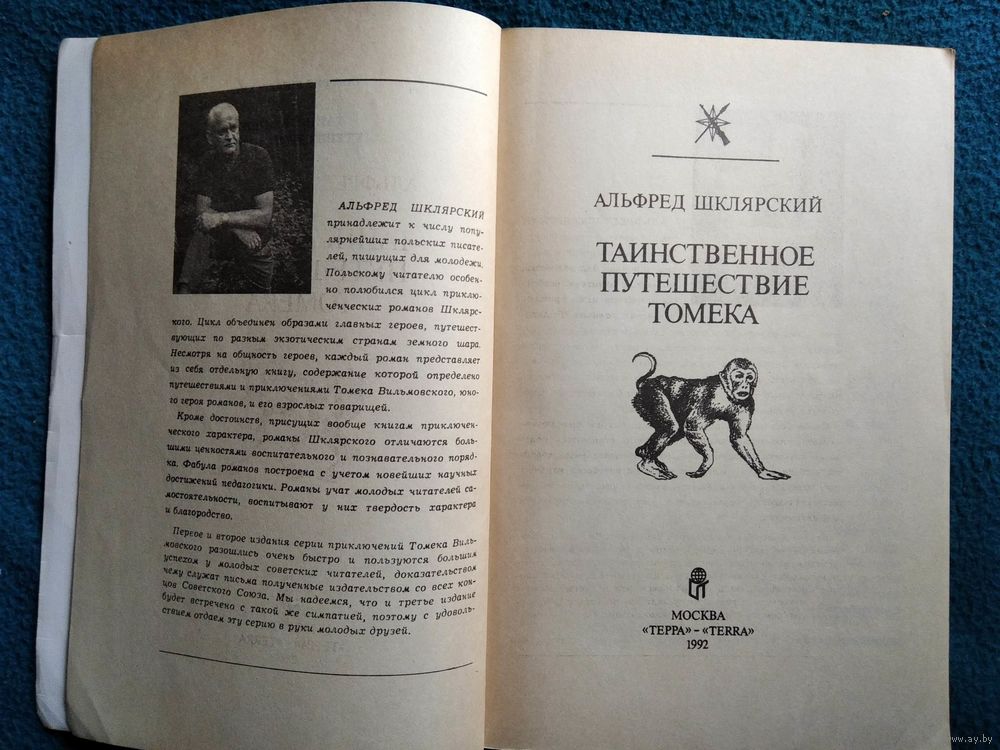 АЛЬФРЕД ШКЛЯРСКИЙ
принадлежит к числу попу-
лярнейших польских писате-
лей, пишущих для молодежи.
Польскому читателю особен-
но полюбился цикл приклю-
ченческих романов Шклярс-
кого. Цикл объединен образами главных героев, путешест-
вующих по разным экзотическим странам земного шара.
Несмотря на общность героев, каждый роман представляет
из себя отдельную книгу, содержание которой определено
путешествиями и приключениями Томека Вильмовского, юно-
го героя романов, и его взрослых товарищей.
Кроме достоинств, присущих вообще книгам приключен-
ческого характера, романы Шклярского отличаются боль-
шими ценностями воспитательного и познавательного поряд-
ка. Фабула романов построена с учетом новейших научных
достижений педагогики. Романы учат молодых читателей са-
мостоятельности, воспитывают у них твердость характера
и благородство.
Первое и второе издания серии приключений Томека Виль-
мовского разошлись очень быстро и пользуются большим
успехом у молодых советских читателей, доказательством
чему служат письма полученные издательством со всех кон-
цов Советского Союза. Мы надеемся, что и третье издание
будет встречено с такой же симпатией, поэтому с удоволь-
ствием отдаем эту серию в руки молодых друзей.
АЛЬФРЕД ШКЛЯРСКИЙ
ТАИНСТВЕННОЕ
ПУТЕШЕСТВИЕ
ТОМЕКА
МОСКВА
«ТЕРРА» – «TERRA»
1992
www.ay.by